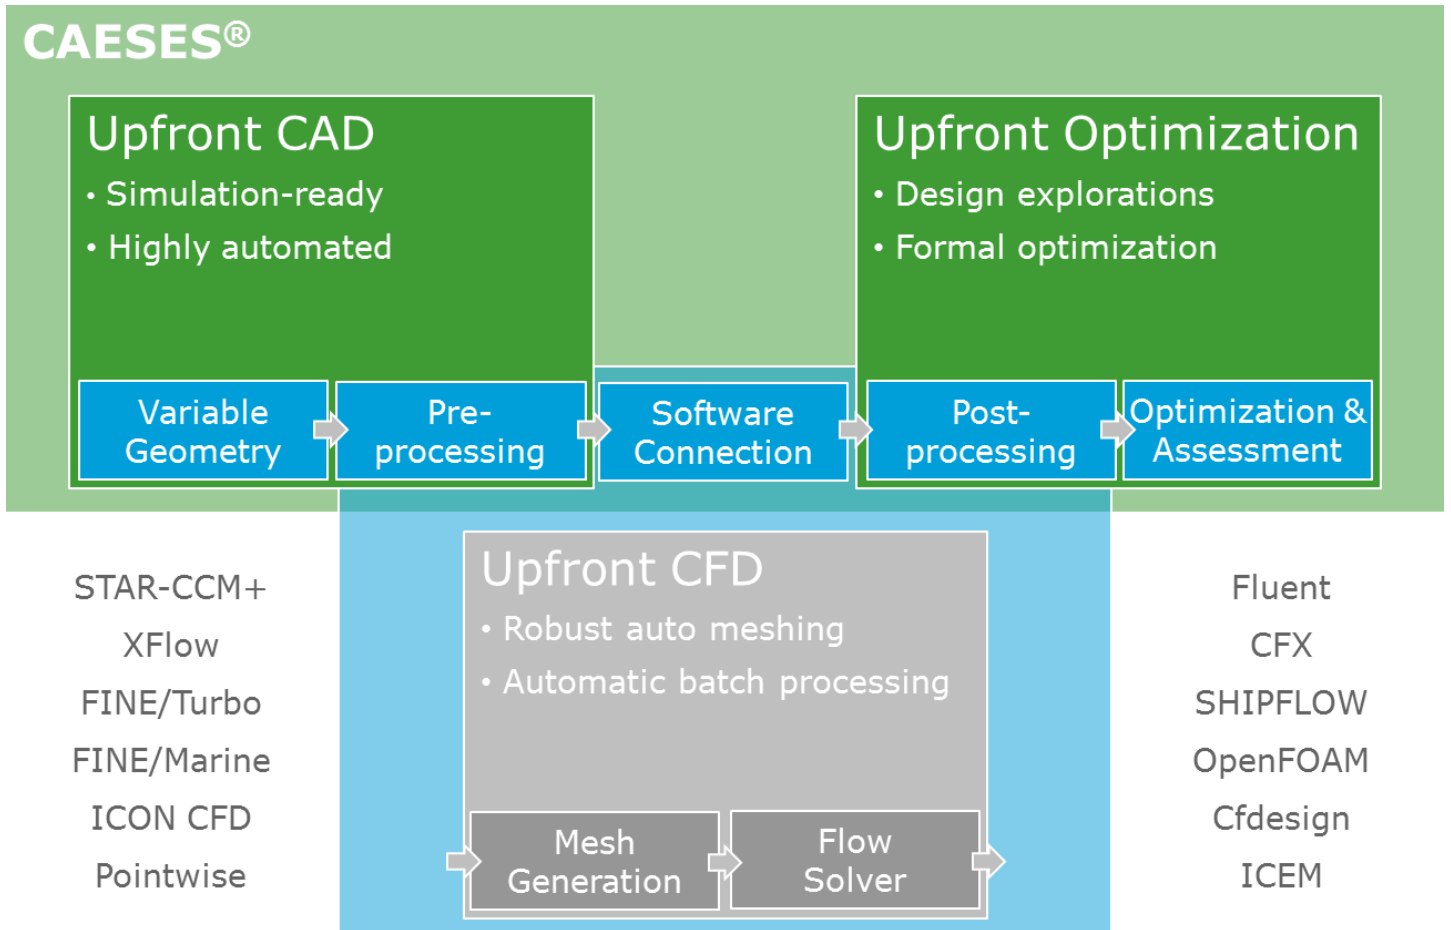 CAESES®
Upfront CAD
• Simulation-ready
• Highly automated
Upfront Optimization
• Design explorations
• Formal optimization
Variable
Geometry
Pre-
processing
Software
Connection
Post-
processing
Optimization &
Assessment
Upfront CFD
• Robust auto meshing
• Automatic batch processing
Mesh
Generation
Flow
Solver
STAR-CCM+
XFlow
FINE/Turbo
FINE/Marine
ICON CFD
Pointwise
Fluent
CFX
SHIPFLOW
OpenFOAM
Cfdesign
ICEM